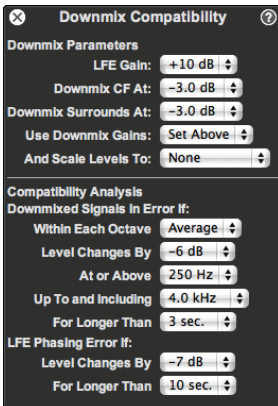 Downmix Compatibility
Downmix Parameters
LFE Gain: +10 dB
Downmix CF At: -3.0 dB
Downmix Surrounds At: -3.0 dB
Use Downmix Gains: Set Above
And Scale Levels To: None
Compatibility Analysis
Downmixed Signals In Error If:
Within Each Octave Average
Level Changes By -6 dB
At or Above 250 Hz
Up To and Including 4.0 kHz
For Longer Than 3 sec.
LFE Phasing Error If:
Level Changes By -7 dB
For Longer Than 10 sec.